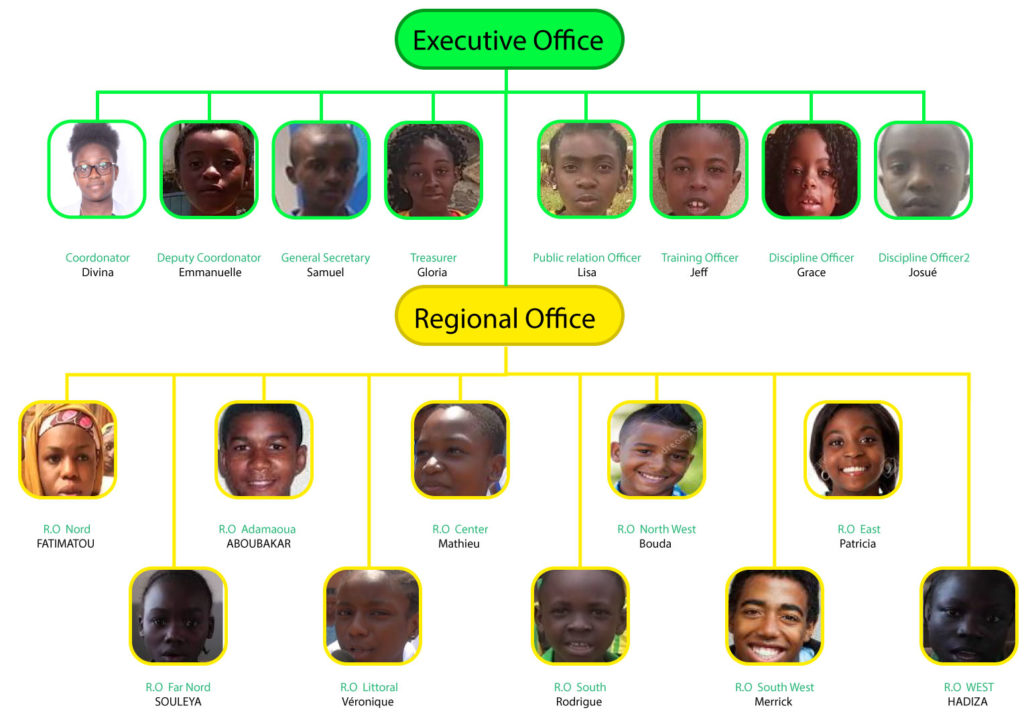 Executive Office
Coordonator
Divina
Deputy Coordonator
Emmanuelle
General Secretary
Samuel
Treasurer
Gloria
Public relation Officer
Lisa
Training Officer
Jeff
Discipline Officer
Grace
Discipline Officer2
Josué
Regional Office
R.O Nord
FATIMATOU
R.O Adamaoua
ABOUBAKAR
R.O Center
Mathieu
R.O North West
Bouda
R.O East
Patricia
R.O Far Nord
SOULEYA
R.O Littoral
Véronique
R.O South
Rodrigue
R.O South West
Merrick
R.O WEST
HADIZA